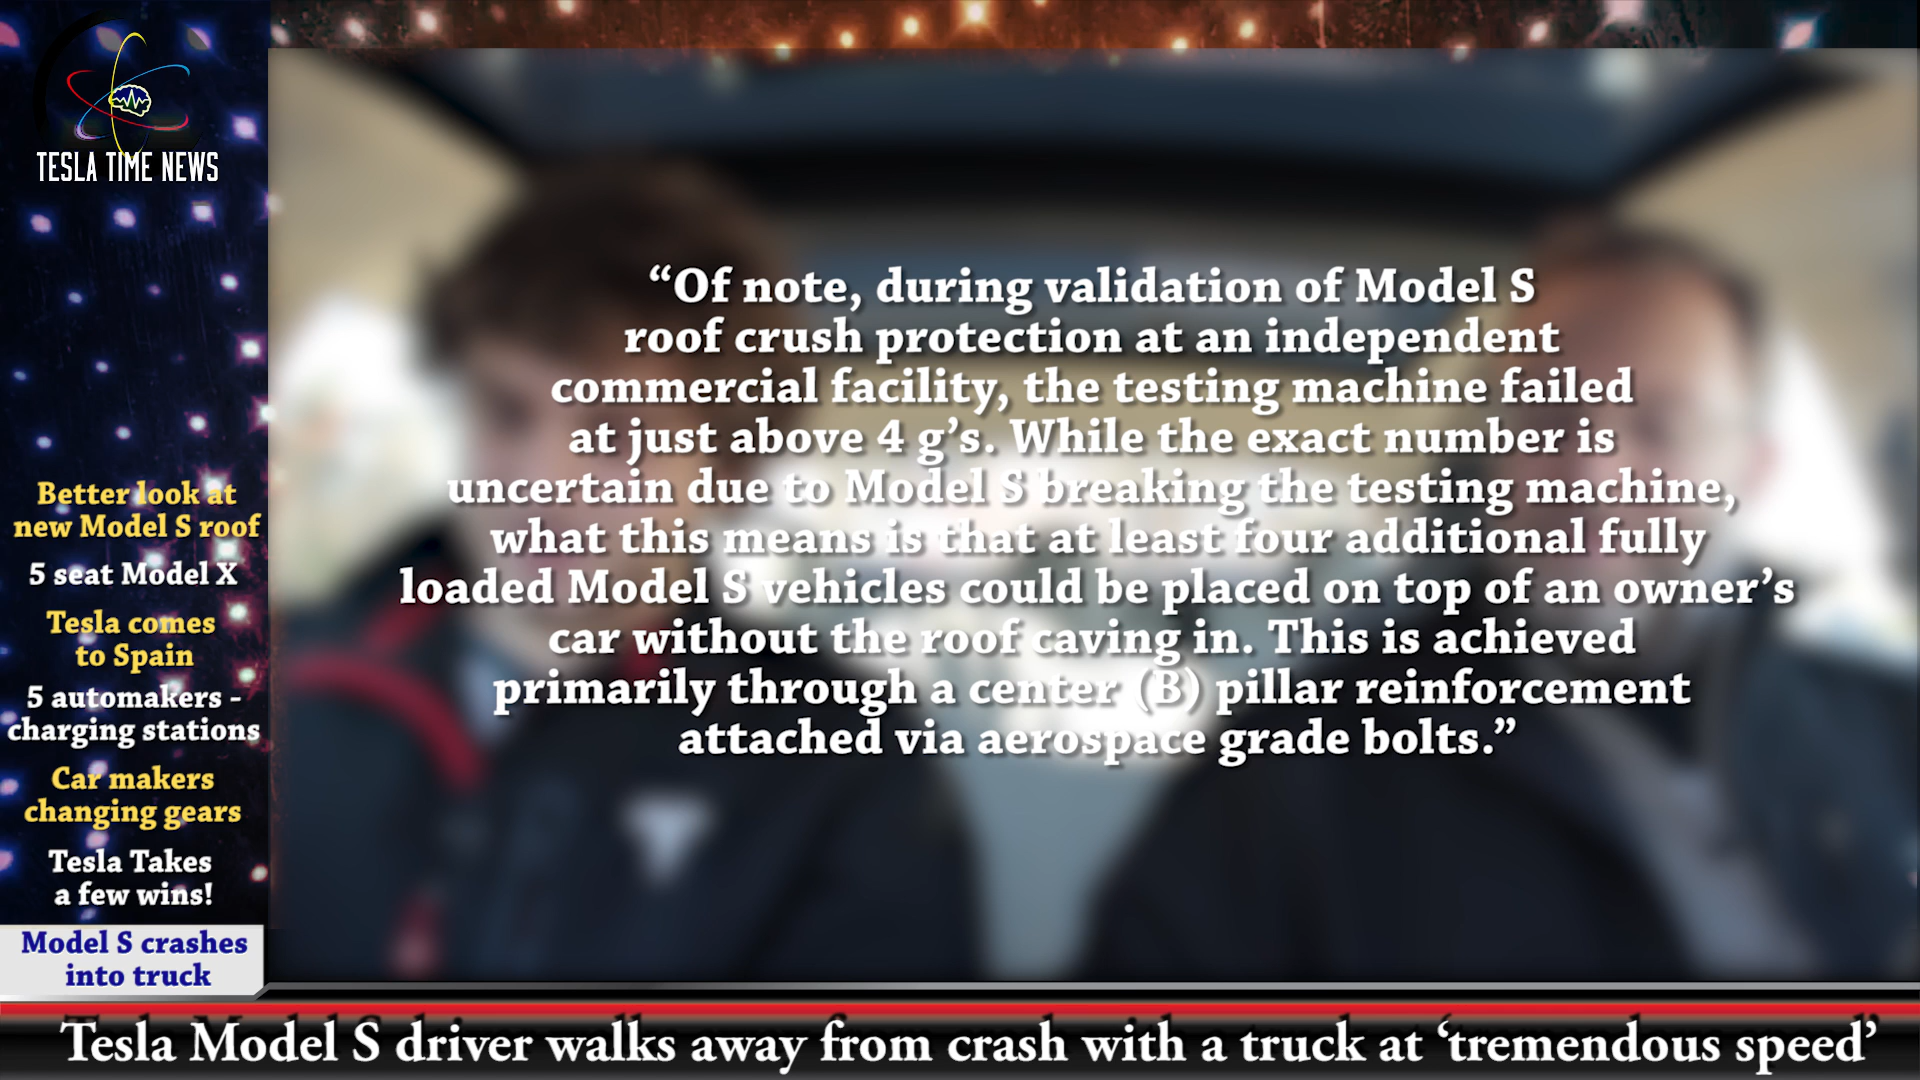 TESLA TIME NEWS
Better look at
new Model S roof
5 seat Model X
Tesla comes
to Spain
5 automakers -
charging stations
Car makers
changing gears
Tesla Takes
a few wins!
Model S crashes
into truck
“Of note, during validation of Model S
roof crush protection at an independent
commercial facility, the testing machine failed
at just above 4 g’s. While the exact number is
uncertain due to Model S breaking the testing machine,
what this means is that at least four additional fully
loaded Model S vehicles could be placed on top of an owner’s
car without the roof caving in. This is achieved
primarily through a center (B) pillar reinforcement
attached via aerospace grade bolts.”
Tesla Model S driver walks away from crash with a truck at ‘tremendous speed’